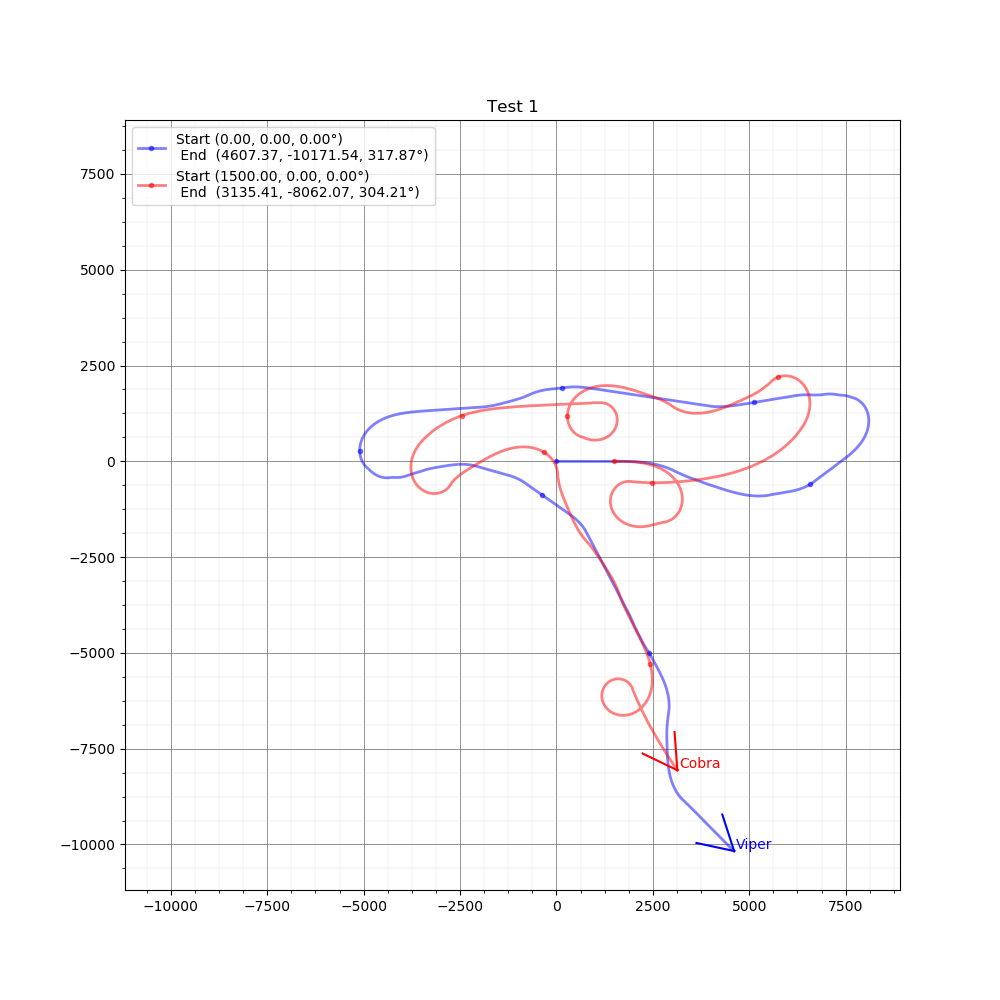 Test 1
Start (0.00, 0.00, 0.00°)
End  (4607.37, -10171.54, 317.87°)
Start (1500.00, 0.00, 0.00°)
End  (3135.41, -8062.07, 304.21°)
7500
5000
2500
0
−2500
−5000
−7500
−10000
Cobra
Viper
−10000
−7500
−5000
−2500
0
2500
5000
7500